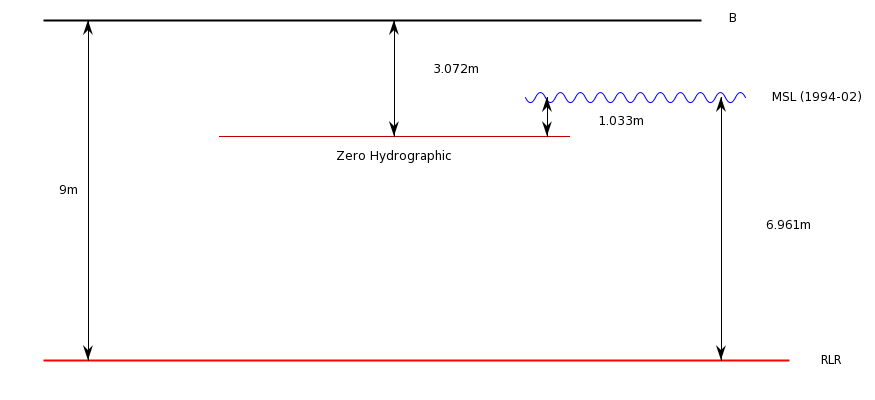 B
3.072m
MSL (1994-02)
1.033m
Zero Hydrographic
9m
6.961m
RLR